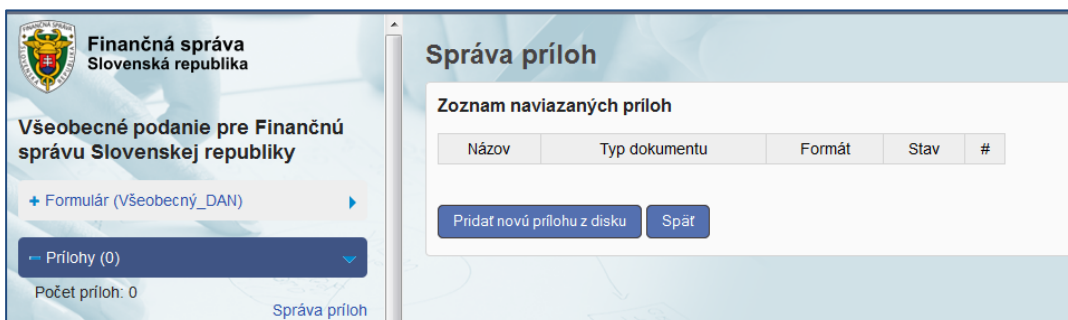 Finančná správa
Slovenská republika
Všeobecné podanie pre Finančnú
správu Slovenskej republiky
+ Formulár (Všeobecný_DAN)
Prílohy (0)
Počet príloh: 0
Správa príloh
Správa príloh
Zoznam naviazaných príloh
Názov Typ dokumentu Formát Stav #
Pridať novú prílohu z disku Späť